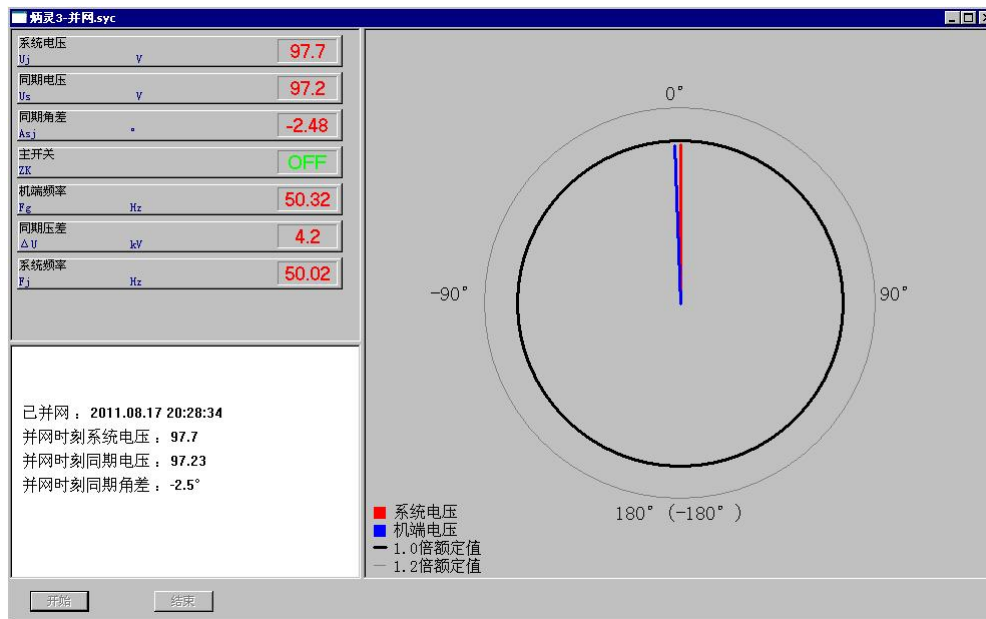 炳灵3-并网.syc
系统电压
Uj V 97.7
同期电压
Us V 97.2
同期角差
Asj ° -2.48
主开关
ZK OFF
机端频率
Fg Hz 50.32
同期压差
△U kV 4.2
系统频率
Fj Hz 50.02
已并网： 2011.08.17 20:28:34
并网时刻系统电压： 97.7
并网时刻同期电压： 97.23
并网时刻同期角差： -2.5°
0°
-90°
90°
180° (-180° )
系统电压
机端电压
1.0倍额定值
1.2倍额定值
开始
结束